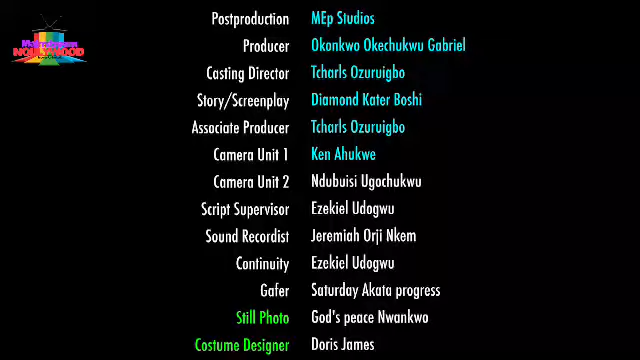 Postproduction MEp Studios
Producer Okonkwo Okechukwu Gabriel
Casting Director Tcharls Ozuruigbo
Story/Screenplay Diamond Kater Boshi
Associate Producer Tcharls Ozuruigbo
Camera Unit 1 Ken Ahukwe
Camera Unit 2 Ndubuisi Ugochukwu
Script Supervisor Ezekiel Udogwu
Sound Recordist Jeremiah Orji Nkem
Continuity Ezekiel Udogwu
Gafer Saturday Akata progress
Still Photo God's peace Nwankwo
Costume Designer Doris James
NOLLYWOOD